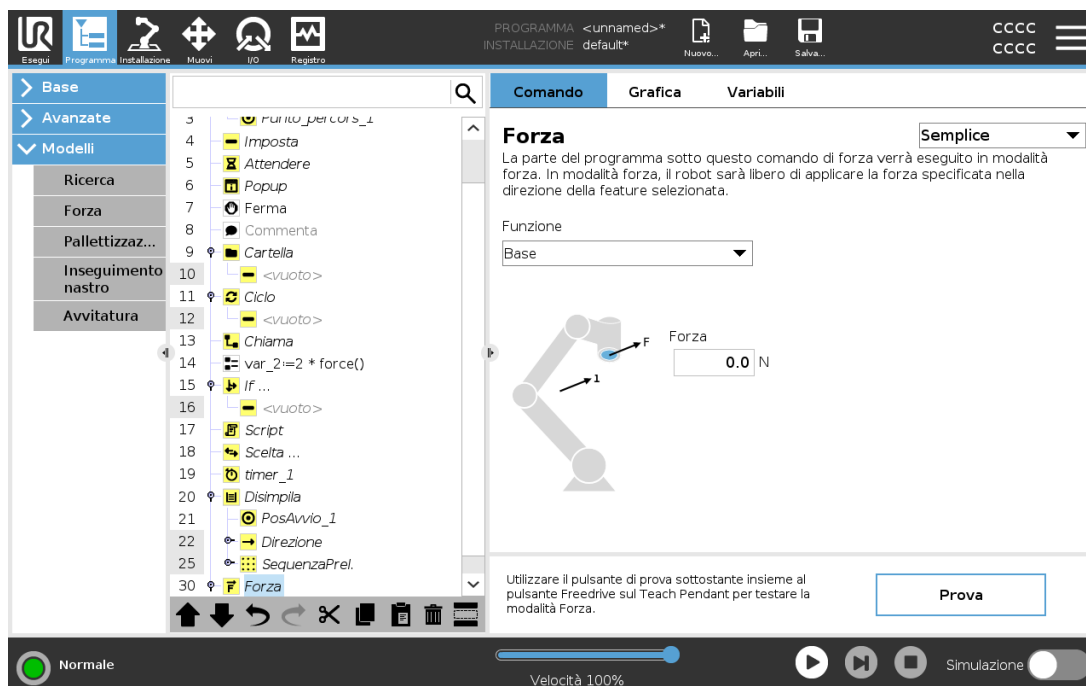 PROGRAMMA <unnamed>*
INSTALLAZIONE default*
Esegui
Programma
Installazione
Muovi
I/O
Registro
Nuovo...
Apri...
Salva...
CCCC
CCCC
Base
Avanzate
Modelli
Ricerca
Forza
Pallettizzaz...
Inseguimento
nastro
Avvitatura
3 Punto_percors_1
4 Imposta
5 Attendere
6 Popup
7 Ferma
8 Commenta
9 Cartella
10 <vuoto>
11 Ciclo
12 <vuoto>
13 Chiama
14 var_2:=2 * force()
15 If ...
16 <vuoto>
17 Script
18 Scelta ...
19 timer_1
20 Disimpila
21 PosAvvio_1
22 Direzione
25 SequenzaPrel.
30 Forza
Comando
Grafica
Variabili
Forza
Semplice
La parte del programma sotto questo comando di forza verrà eseguito in modalità
forza. In modalità forza, il robot sarà libero di applicare la forza specificata nella
direzione della feature selezionata.
Funzione
Base
F
1
Forza
0.0 N
Utilizzare il pulsante di prova sottostante insieme al
pulsante Freedrive sul Teach Pendant per testare la
modalità Forza.
Prova
Normale
Velocità 100%
Simulazione